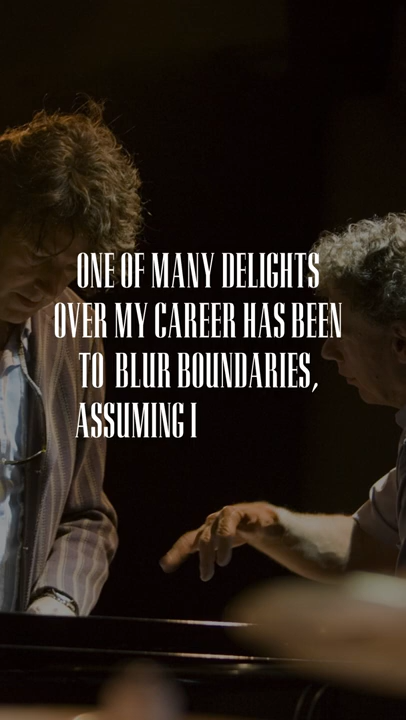 ONE OF MANY DELIGHTS
OVER MY CAREER HAS BEEN
TO BLUR BOUNDARIES,
ASSUMING I